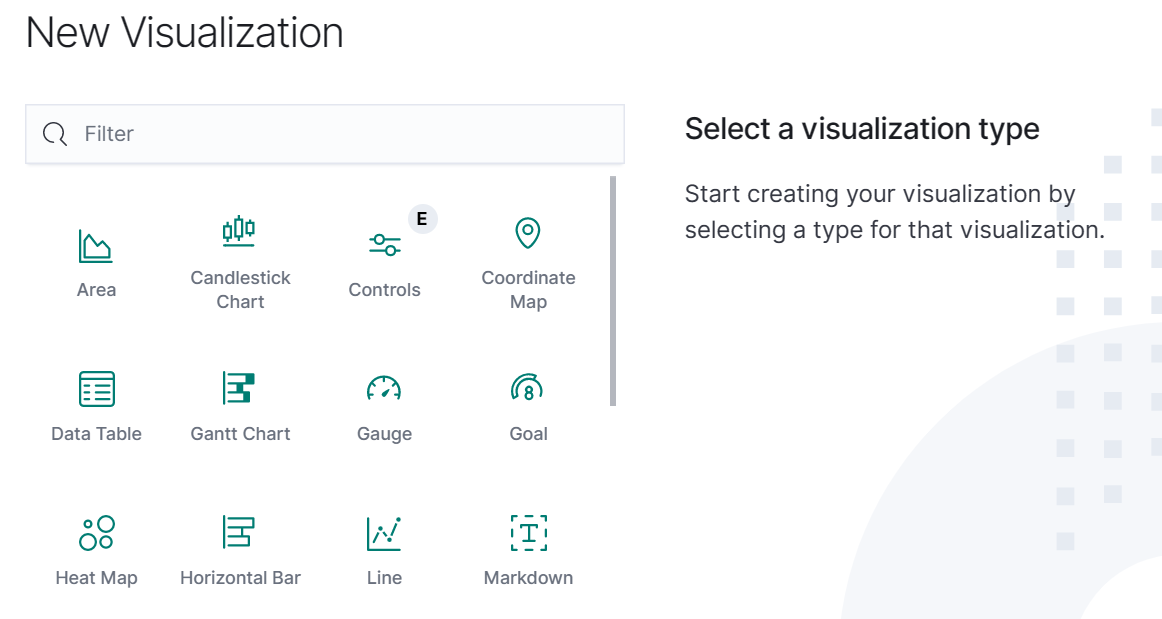 New Visualization
Filter
Select a visualization type
Start creating your visualization by
selecting a type for that visualization.
E
Area
Candlestick
Chart
Controls
Coordinate
Map
Data Table
Gantt Chart
Gauge
8
Goal
Heat Map
Horizontal Bar
Line
T
Markdown